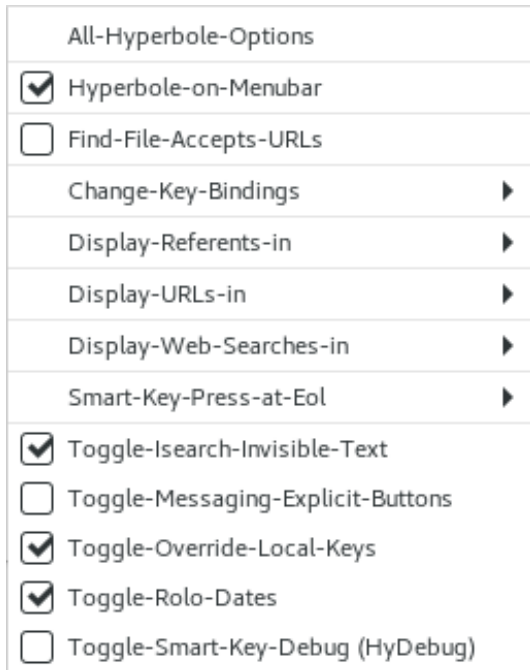 All-Hyperbole-Options
Hyperbole-on-Menubar
Find-File-Accepts-URLs
Change-Key-Bindings
Display-Referents-in
Display-URLs-in
Display-Web-Searches-in
Smart-Key-Press-at-Eol
Toggle-Isearch-Invisible-Text
Toggle-Messaging-Explicit-Buttons
Toggle-Override-Local-Keys
Toggle-Rolo-Dates
Toggle-Smart-Key-Debug (HyDebug)